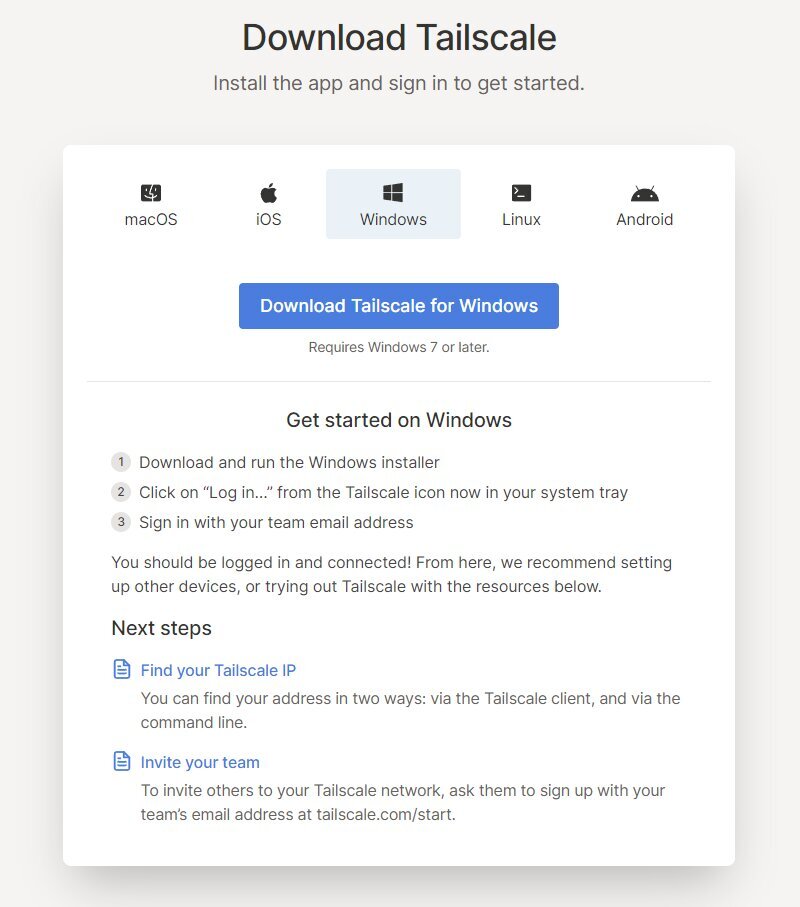 Download Tailscale
Install the app and sign in to get started.
macOS
iOS
Windows
Linux
Android
Download Tailscale for Windows
Requires Windows 7 or later.
Get started on Windows
1 Download and run the Windows installer
2 Click on “Log in…” from the Tailscale icon now in your system tray
3 Sign in with your team email address
You should be logged in and connected! From here, we recommend setting
up other devices, or trying out Tailscale with the resources below.
Next steps
Find your Tailscale IP
You can find your address in two ways: via the Tailscale client, and via the
command line.
Invite your team
To invite others to your Tailscale network, ask them to sign up with your
team’s email address at tailscale.com/start.